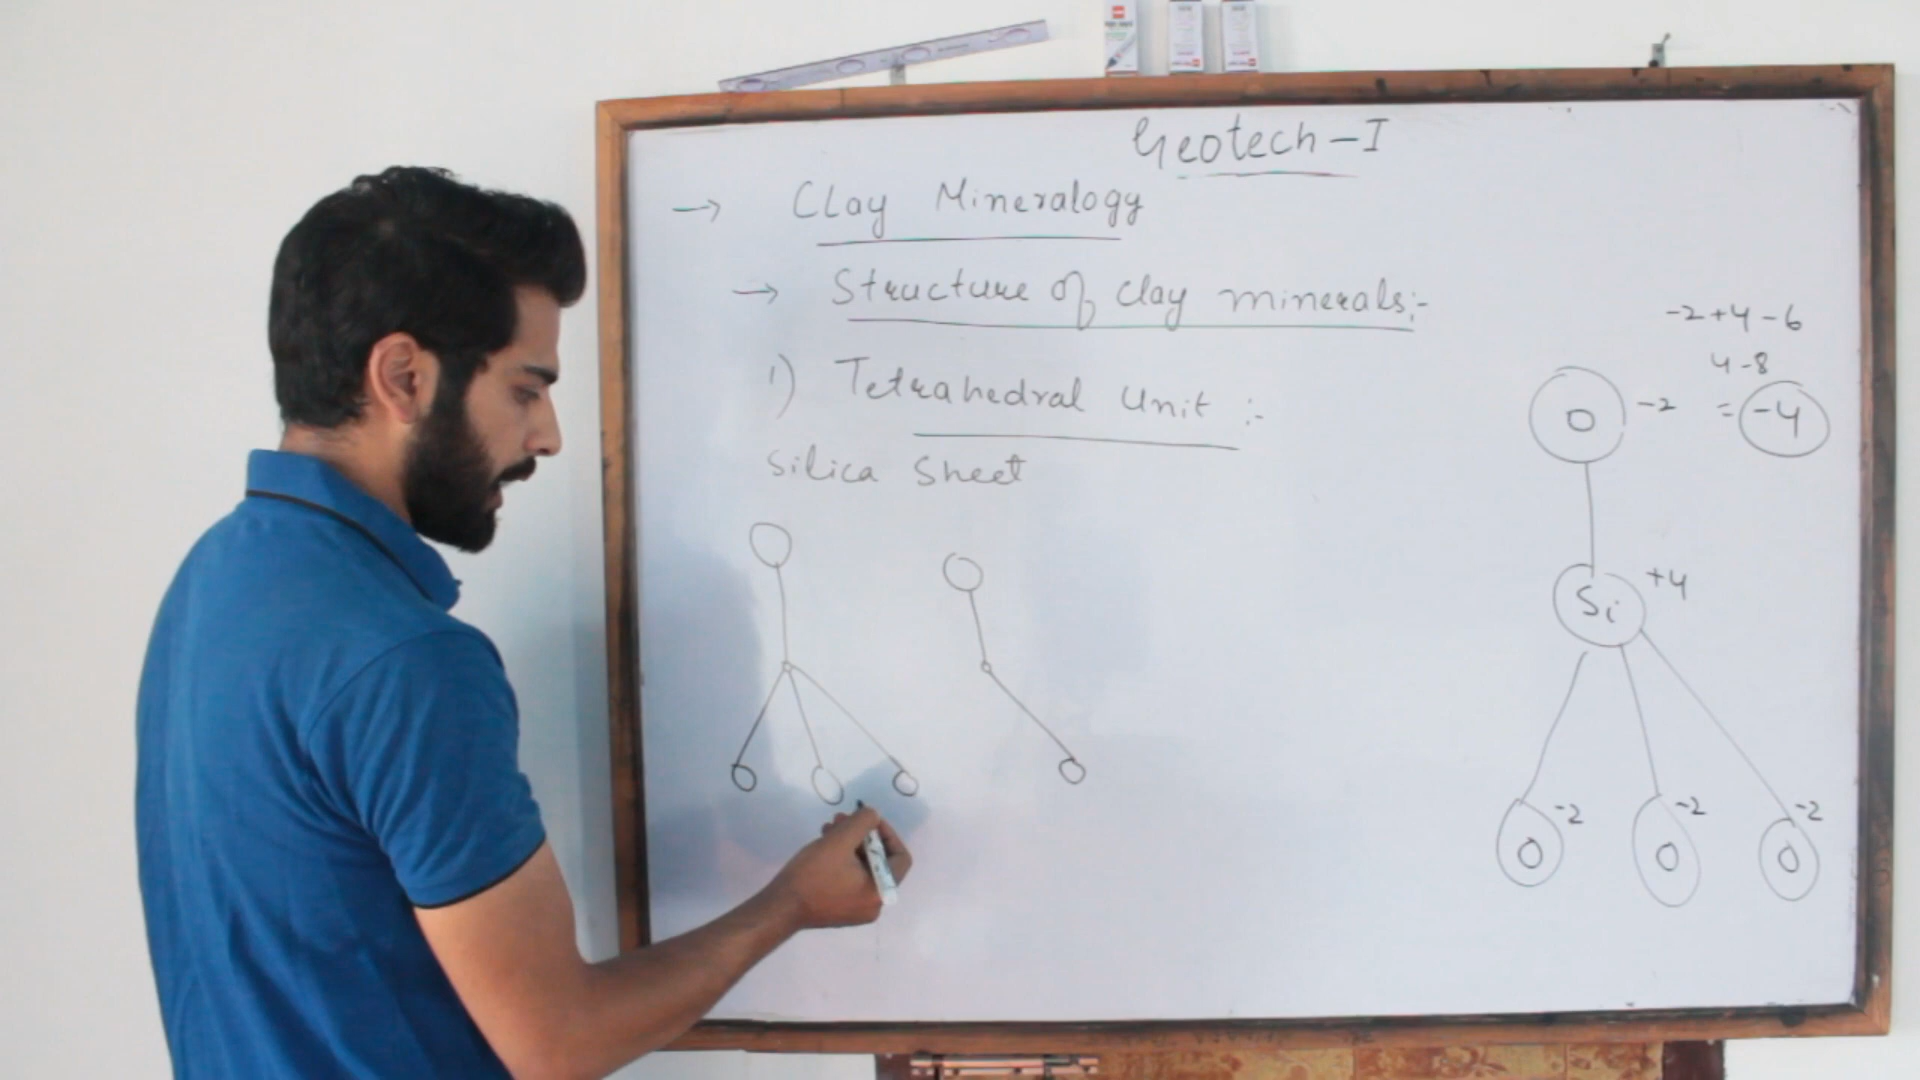 Geotech-I
→ Clay Mineralogy
→ Structure of clay minerals:-
1) Tetrahedral Unit :-
Silica Sheet
-2+4-6
4-8
= -4
O -2
Si +4
O -2 O -2 O -2